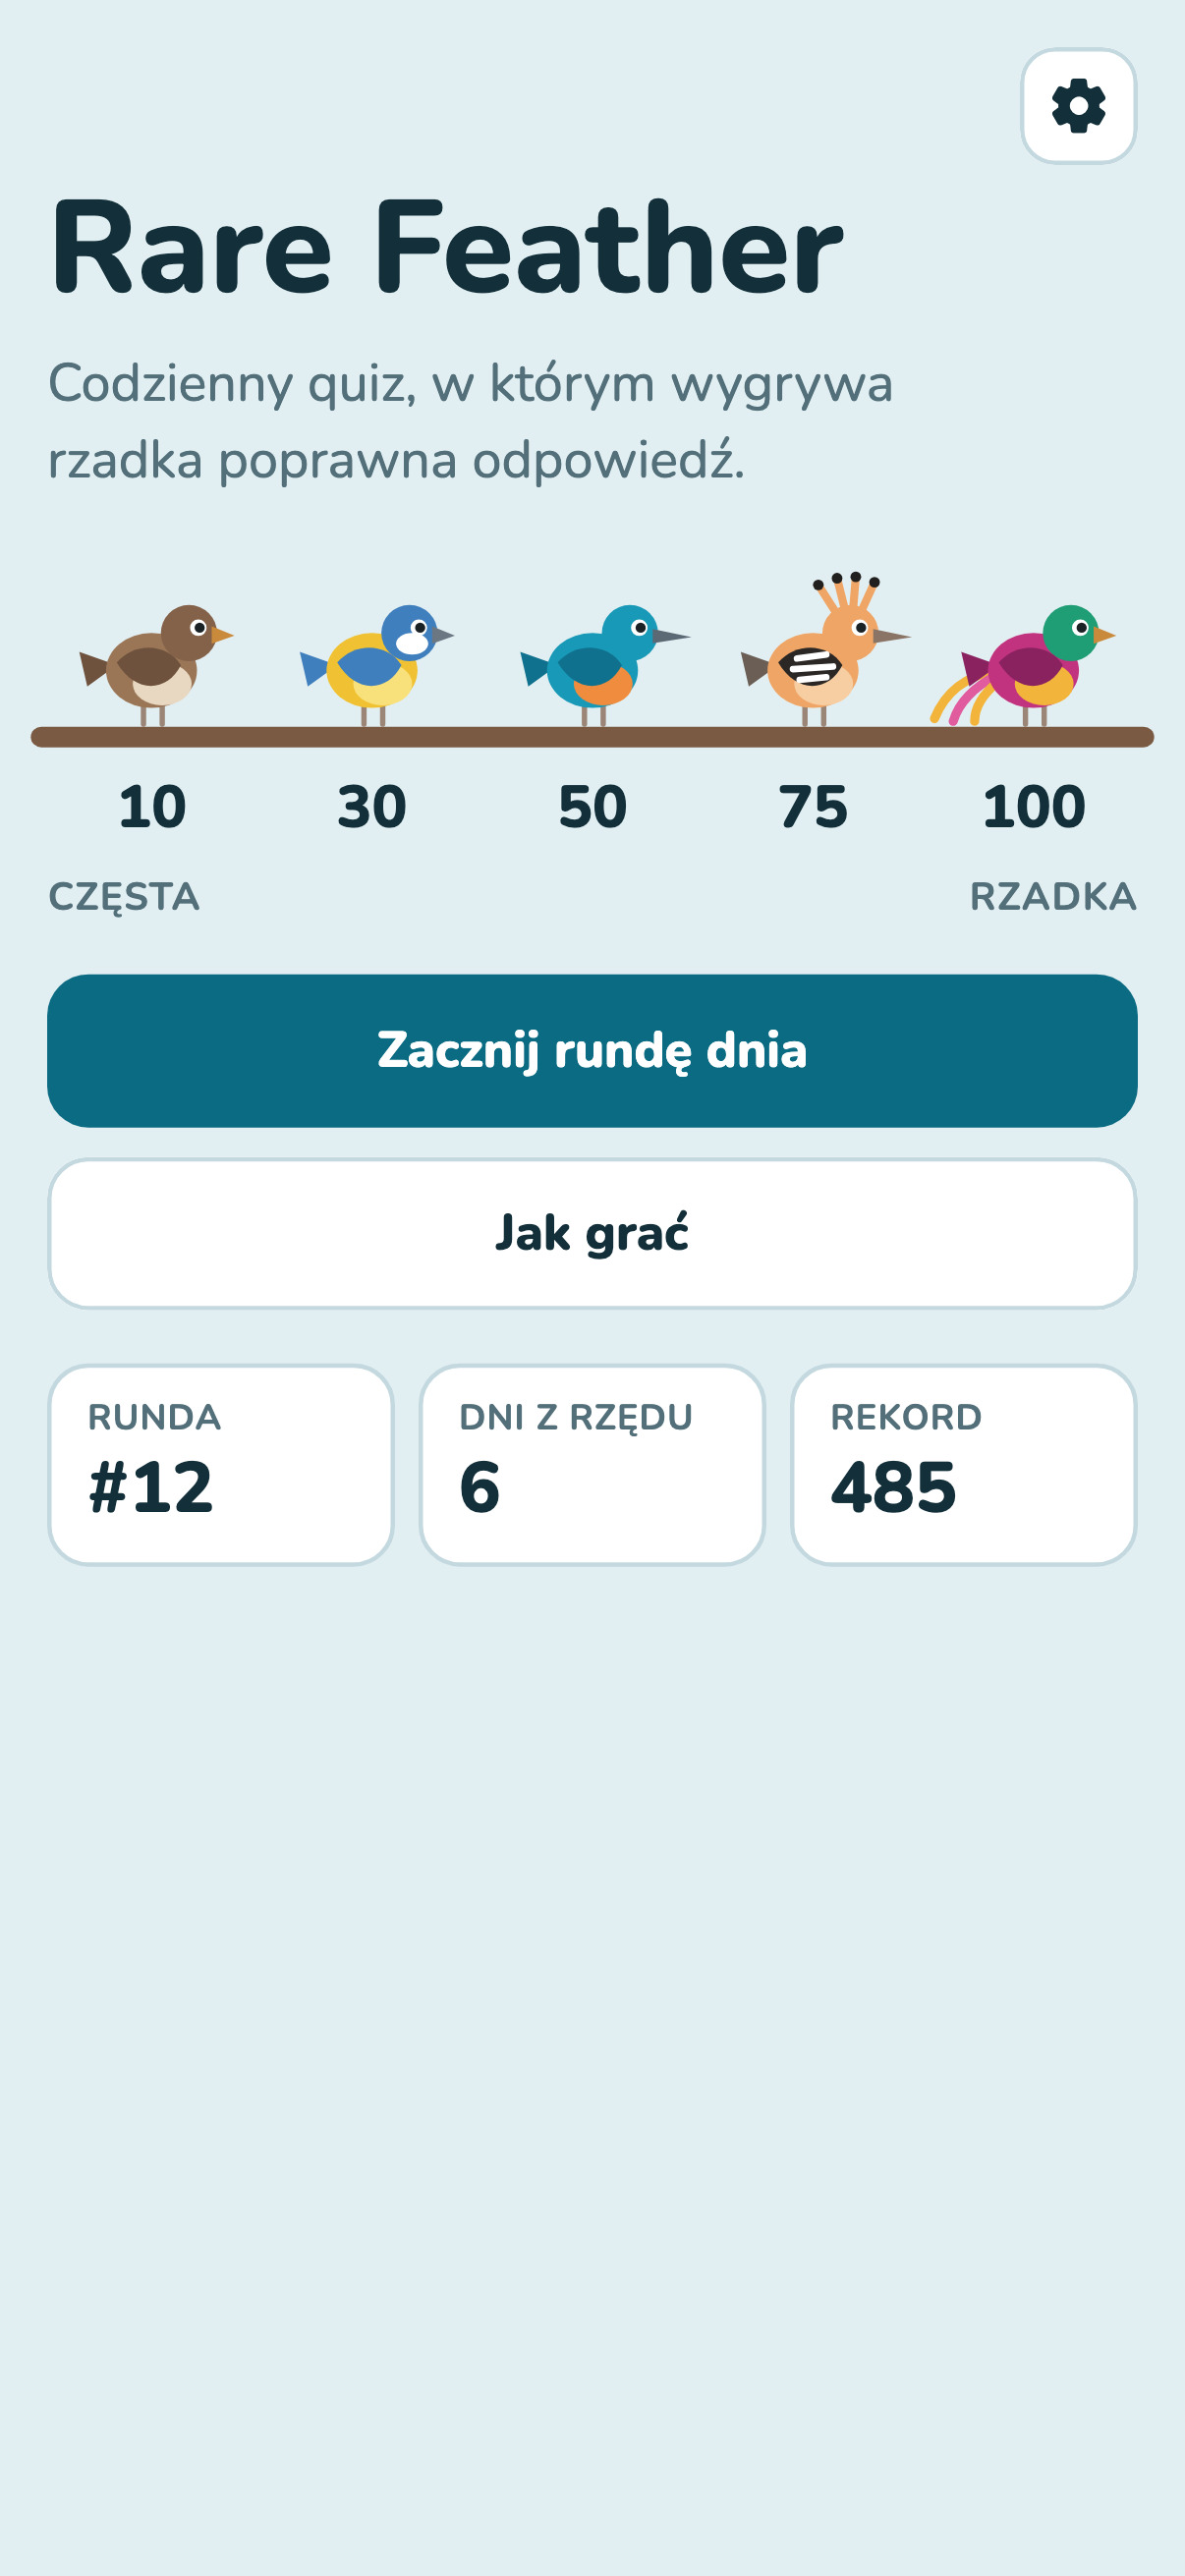 Rare Feather
Codzienny quiz, w którym wygrywa
rzadka poprawna odpowiedź.
10 30 50 75 100
CZĘSTA RZADKA
Zacznij rundę dnia
Jak grać
RUNDA DNI Z RZĘDU REKORD
#12 6 485